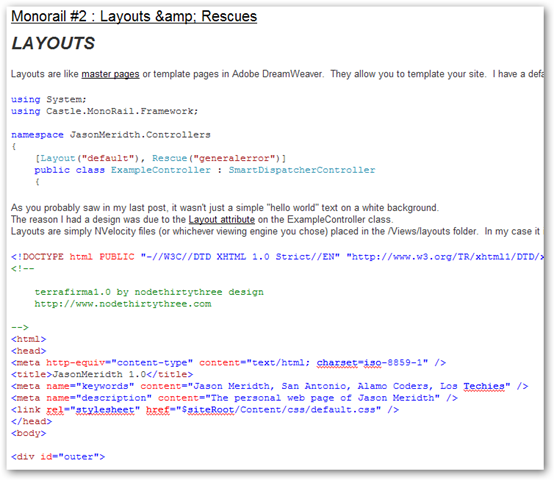 Monorail #2 : Layouts &amp; Rescues
LAYOUTS
Layouts are like master pages or template pages in Adobe DreamWeaver.  They allow you to template your site.  I have a defa
using System;
using Castle.MonoRail.Framework;
namespace JasonMeridth.Controllers
{
    [Layout("default"), Rescue("generalerror")]
    public class ExampleController : SmartDispatcherController
    {
As you probably saw in my last post, it wasn't just a simple "hello world" text on a white background.
The reason I had a design was due to the Layout attribute on the ExampleController class.
Layouts are simply NVelocity files (or whichever viewing engine you chose) placed in the /Views/layouts folder.  In my case it
<!DOCTYPE html PUBLIC "-//W3C//DTD XHTML 1.0 Strict//EN" "http://www.w3.org/TR/xhtml1/DTD/x
<!--
    terrafirma1.0 by nodethirtythree design
    http://www.nodethirtythree.com
-->
<html>
<head>
<meta http-equiv="content-type" content="text/html; charset=iso-8859-1" />
<title>JasonMeridth 1.0</title>
<meta name="keywords" content="Jason Meridth, San Antonio, Alamo Coders, Los Techies" />
<meta name="description" content="The personal web page of Jason Meridth" />
<link rel="stylesheet" href="$siteRoot/Content/css/default.css" />
</head>
<body>
<div id="outer">